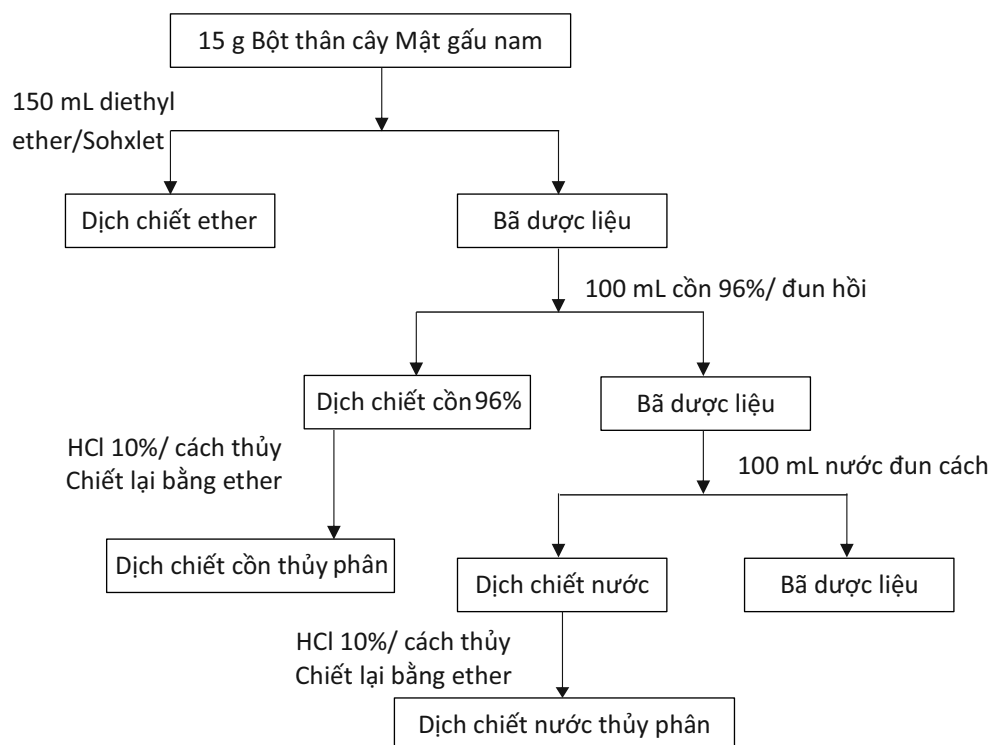 15 g Bột thân cây Mật gấu nam
150 mL diethyl
ether/Sohxlet
Dịch chiết ether
Bã dược liệu
100 mL cồn 96%/ đun hồi
Dịch chiết cồn 96%
Bã dược liệu
HCl 10%/ cách thủy
Chiết lại bằng ether
100 mL nước đun cách
Dịch chiết cồn thủy phân
Dịch chiết nước
Bã dược liệu
HCl 10%/ cách thủy
Chiết lại bằng ether
Dịch chiết nước thủy phân